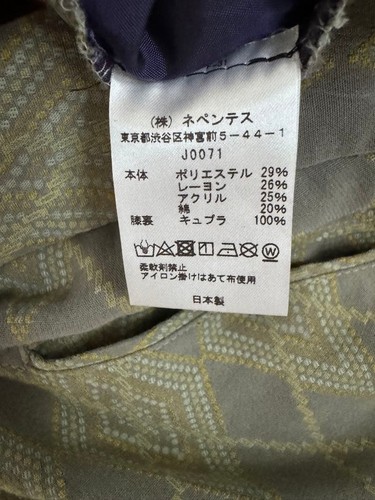 (株) ネペンテス
東京都渋谷区神宮前5-44-1
J0071
本体 ポリエステル 29%
レーヨン 26%
アクリル 25%
綿 20%
膝裏 キュプラ 100%
柔軟剤禁止
アイロン掛けはあて布使用
日本製